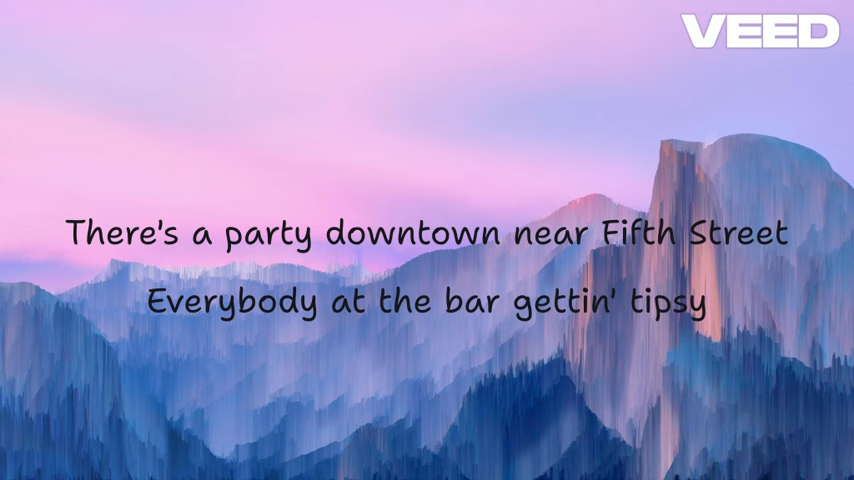 VEED
There's a party downtown near Fifth Street
Everybody at the bar gettin' tipsy